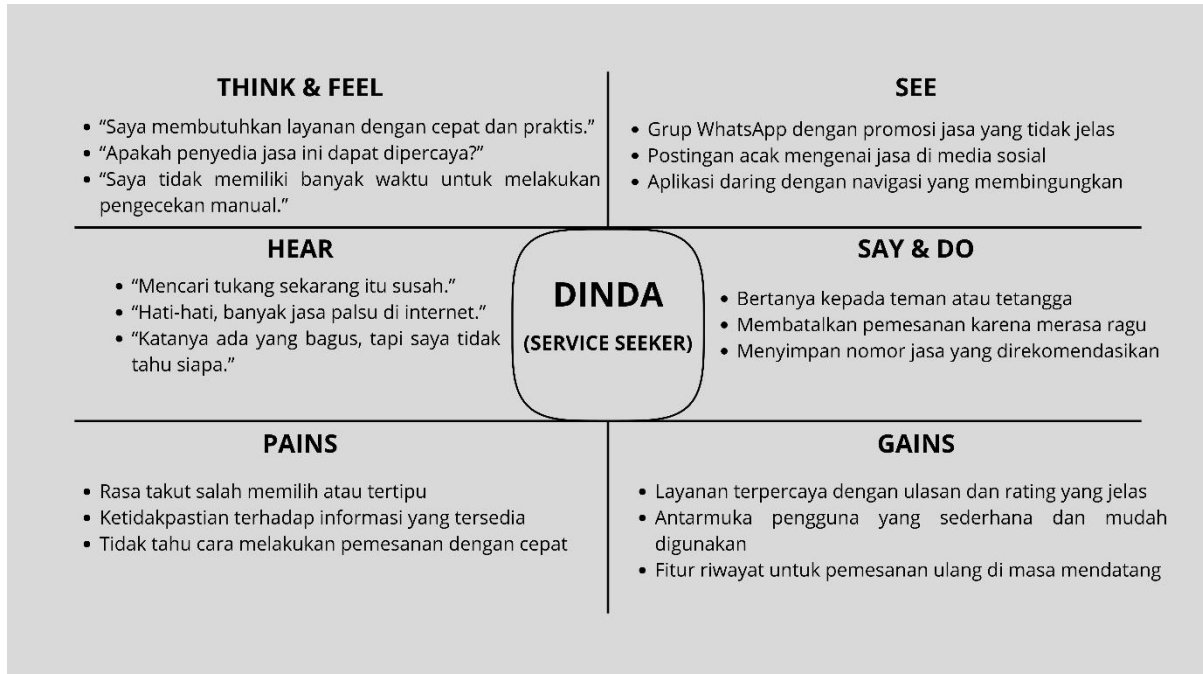 THINK & FEEL
• “Saya membutuhkan layanan dengan cepat dan praktis.”
• “Apakah penyedia jasa ini dapat dipercaya?”
• “Saya tidak memiliki banyak waktu untuk melakukan
pengecekan manual.”
SEE
• Grup WhatsApp dengan promosi jasa yang tidak jelas
• Postingan acak mengenai jasa di media sosial
• Aplikasi daring dengan navigasi yang membingungkan
HEAR
• “Mencari tukang sekarang itu susah.”
• “Hati-hati, banyak jasa palsu di internet.”
• “Katanya ada yang bagus, tapi saya tidak
tahu siapa.”
DINDA
(SERVICE SEEKER)
SAY & DO
• Bertanya kepada teman atau tetangga
• Membatalkan pemesanan karena merasa ragu
• Menyimpan nomor jasa yang direkomendasikan
PAINS
• Rasa takut salah memilih atau tertipu
• Ketidakpastian terhadap informasi yang tersedia
• Tidak tahu cara melakukan pemesanan dengan cepat
GAINS
• Layanan terpercaya dengan ulasan dan rating yang jelas
• Antarmuka pengguna yang sederhana dan mudah
digunakan
• Fitur riwayat untuk pemesanan ulang di masa mendatang